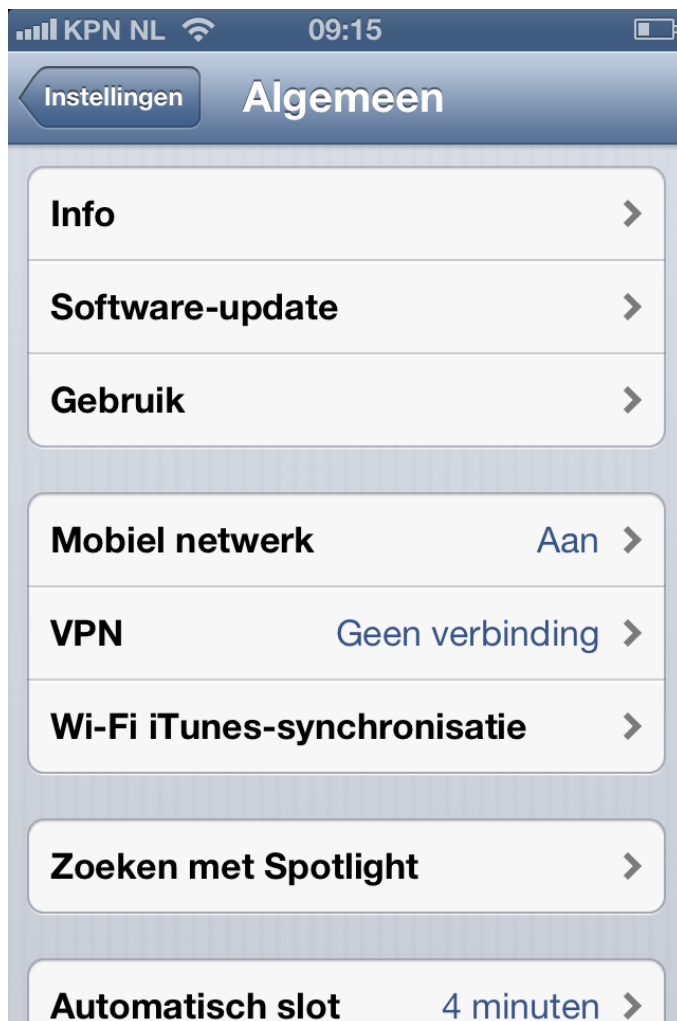 KPN NL 09:15
Instellingen Algemeen
Info
Software-update
Gebruik
Mobiel netwerk Aan
VPN Geen verbinding
Wi-Fi iTunes-synchronisatie
Zoeken met Spotlight
Automatisch slot 4 minuten